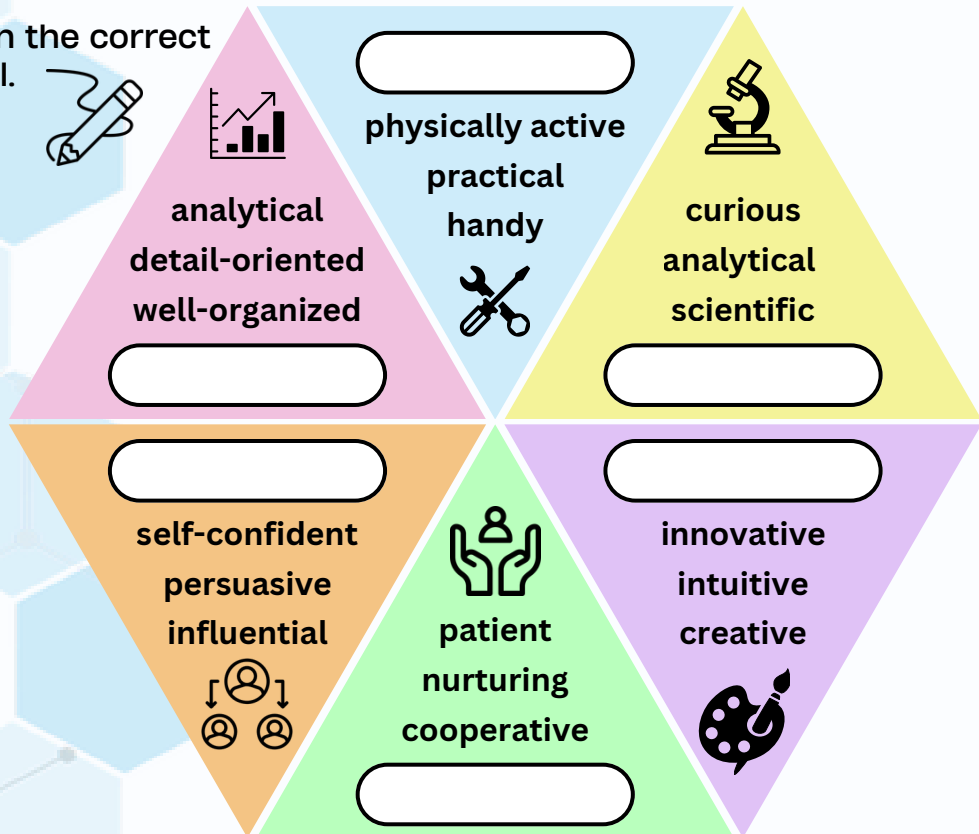 n the correct
l.
physically active
practical
handy
analytical
detail-oriented
well-organized
curious
analytical
scientific
self-confident
persuasive
influential
patient
nurturing
cooperative
innovative
intuitive
creative